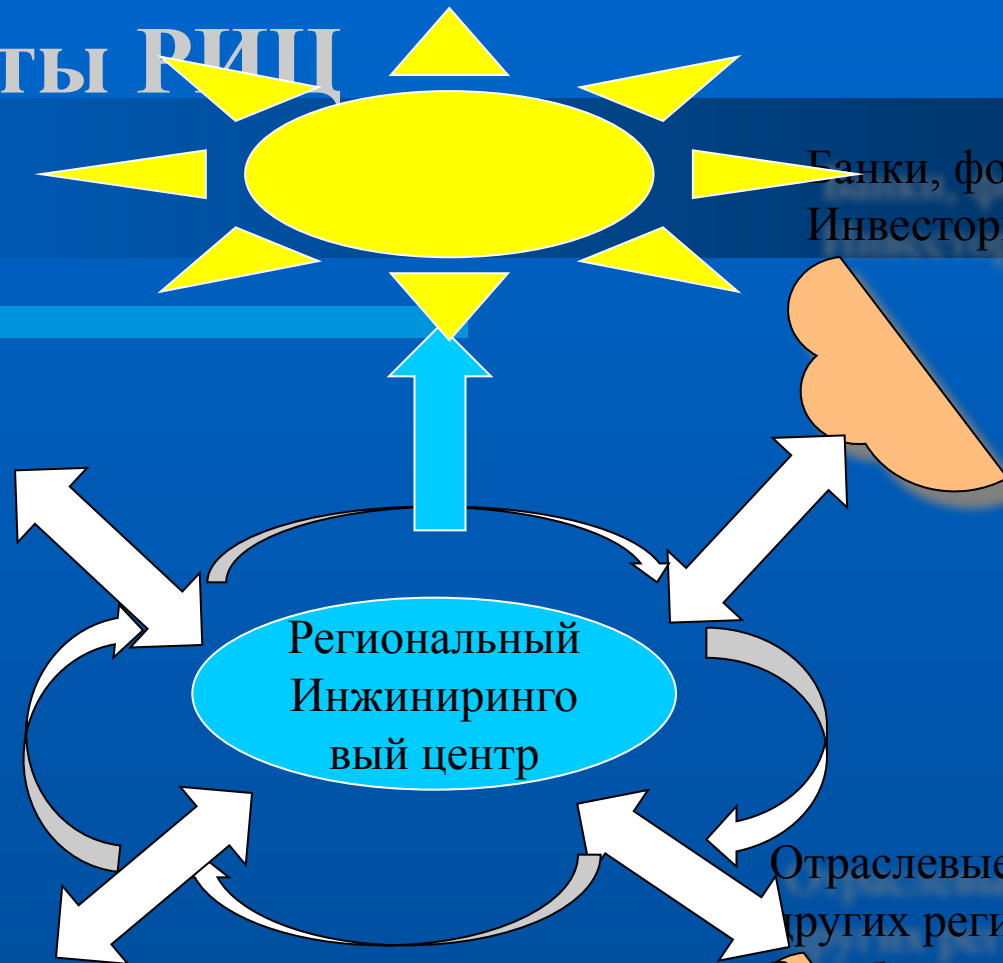 ты РИЦ
Банки, фо
Инвестор
Региональный
Инжиниринго
вый центр
Отраслевые
других реги